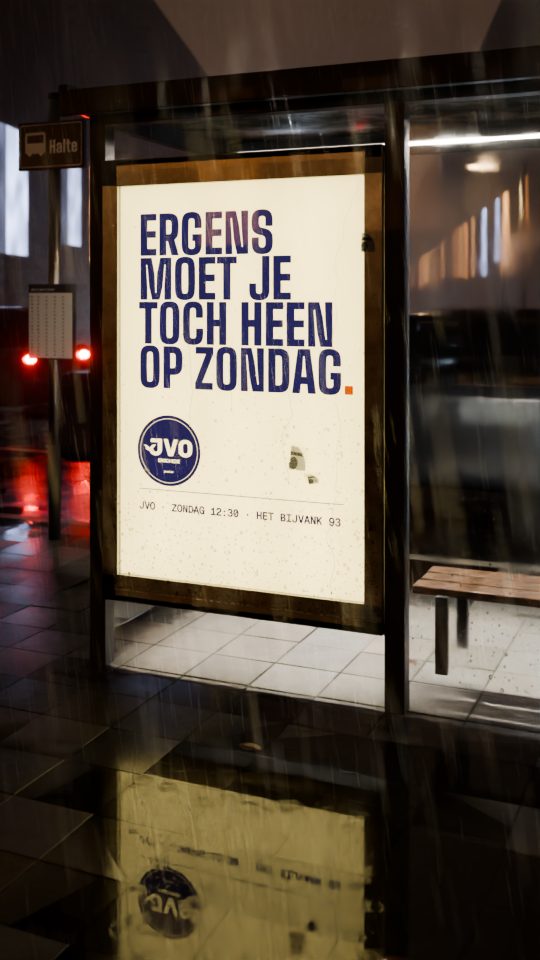 Halte
ERGENS
MOET JE
TOCH HEEN
OP ZONDAG.
JVO
JVO · ZONDAG 12:30 · HET BIJVANK 93